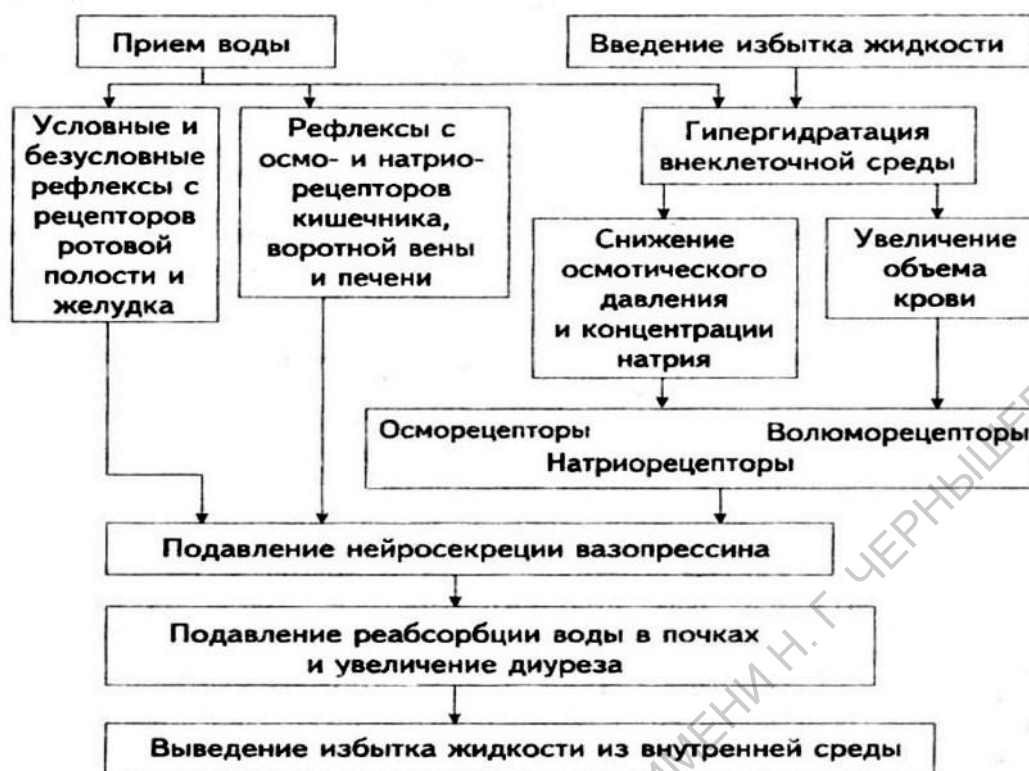 Прием воды
Введение избытка жидкости
Условные и
безусловные
рефлексы с
рецепторов
ротовой
полости и
желудка
Рефлексы с
осмо- и натрио-
рецепторов
кишечника,
воротной вены
и печени
Гипергидратация
внеклеточной среды
Снижение
осмотического
давления
и концентрации
натрия
Увеличение
объема
крови
Осморецепторы
Волюморецепторы
Натриорецепторы
Подавление нейросекреции вазопрессина
Подавление реабсорбции воды в почках
и увеличение диуреза
Выведение избытка жидкости из внутренней среды
ИМЕНИ Н. Г. ЧЕРНЫШЕ